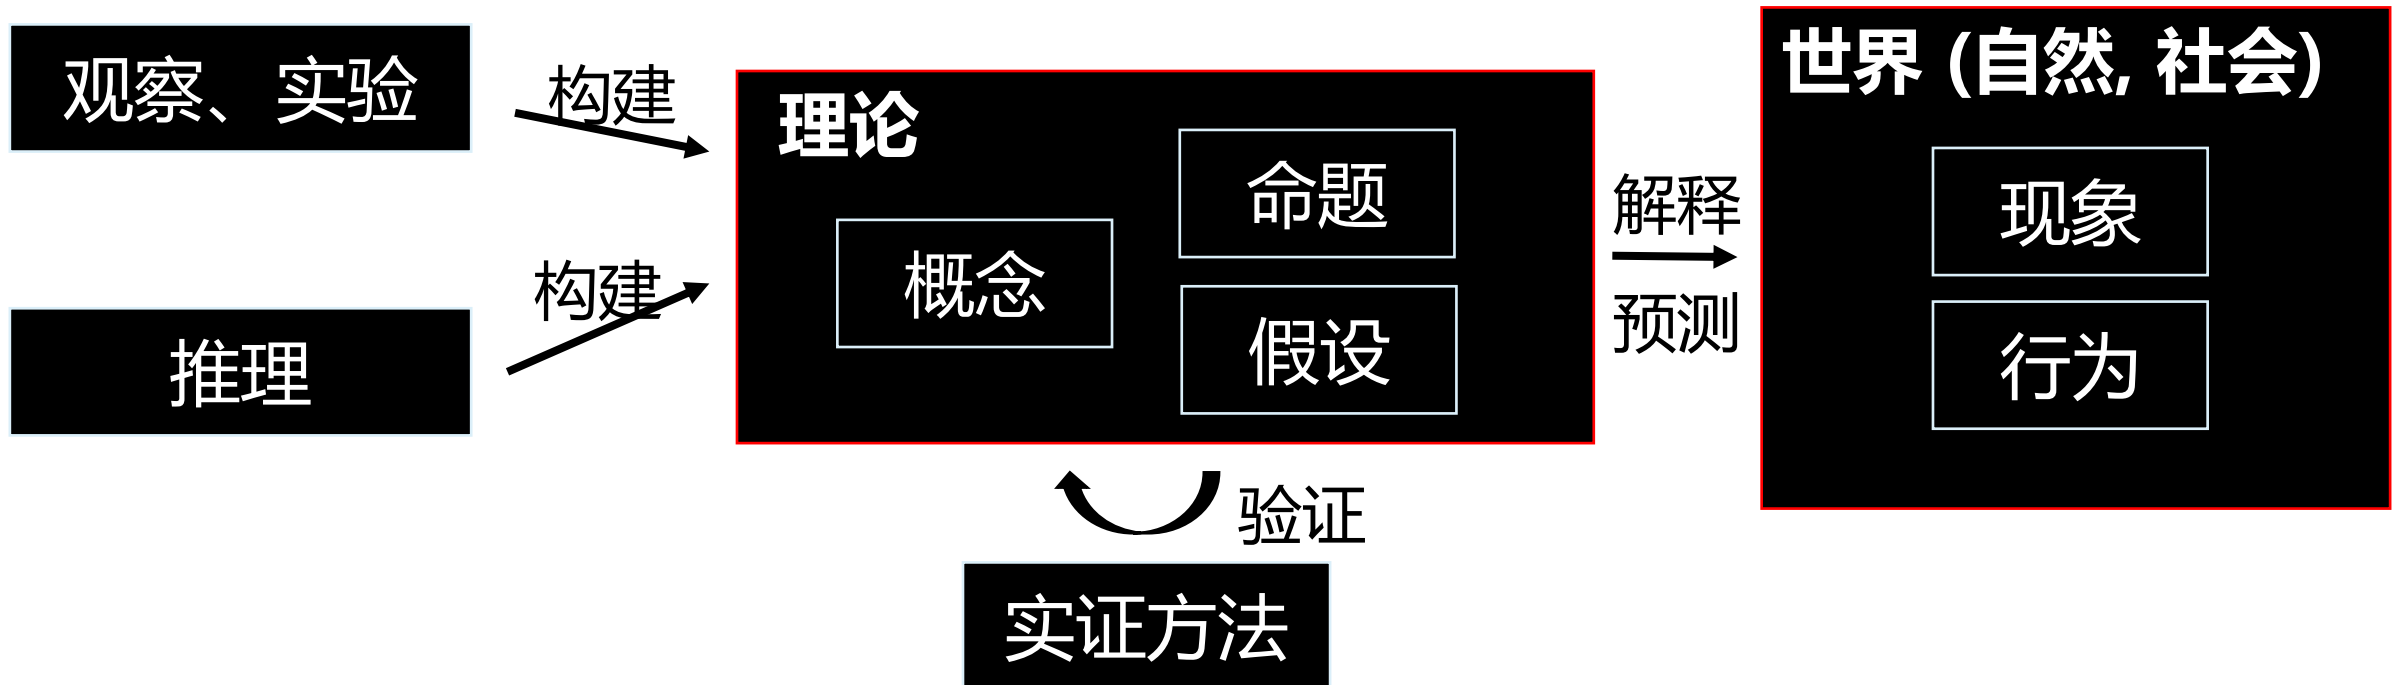 观察、实验
构建
推理
构建
理论
概念
命题
假设
解释
预测
世界 (自然, 社会)
现象
行为
验证
实证方法